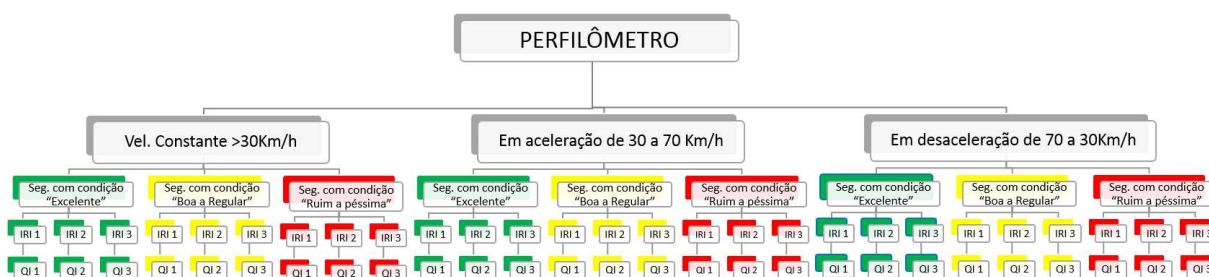 PERFILÔMETRO
Vel. Constante >30Km/h
Em aceleração de 30 a 70 Km/h
Em desaceleração de 70 a 30Km/h
Seg. com condição
"Excelente"
Seg. com condição
"Boa a Regular"
Seg. com condição
"Ruim a péssima"
Seg. com condição
"Excelente"
Seg. com condição
"Boa a Regular"
Seg. com condição
"Ruim a péssima"
Seg. com condição
"Excelente"
Seg. com condição
"Boa a Regular"
Seg. com condição
"Ruim a péssima"
IRI 1 IRI 2 IRI 3 IRI 1 IRI 2 IRI 3 IRI 1 IRI 2 IRI 3 IRI 1 IRI 2 IRI 3 IRI 1 IRI 2 IRI 3 IRI 1 IRI 2 IRI 3 IRI 1 IRI 2 IRI 3 IRI 1 IRI 2 IRI 3 IRI 1 IRI 2 IRI 3
QI 1 QI 2 QI 3 QI 1 QI 2 QI 3 QI 1 QI 2 QI 3 QI 1 QI 2 QI 3 QI 1 QI 2 QI 3 QI 1 QI 2 QI 3 QI 1 QI 2 QI 3 QI 1 QI 2 QI 3 QI 1 QI 2 QI 3